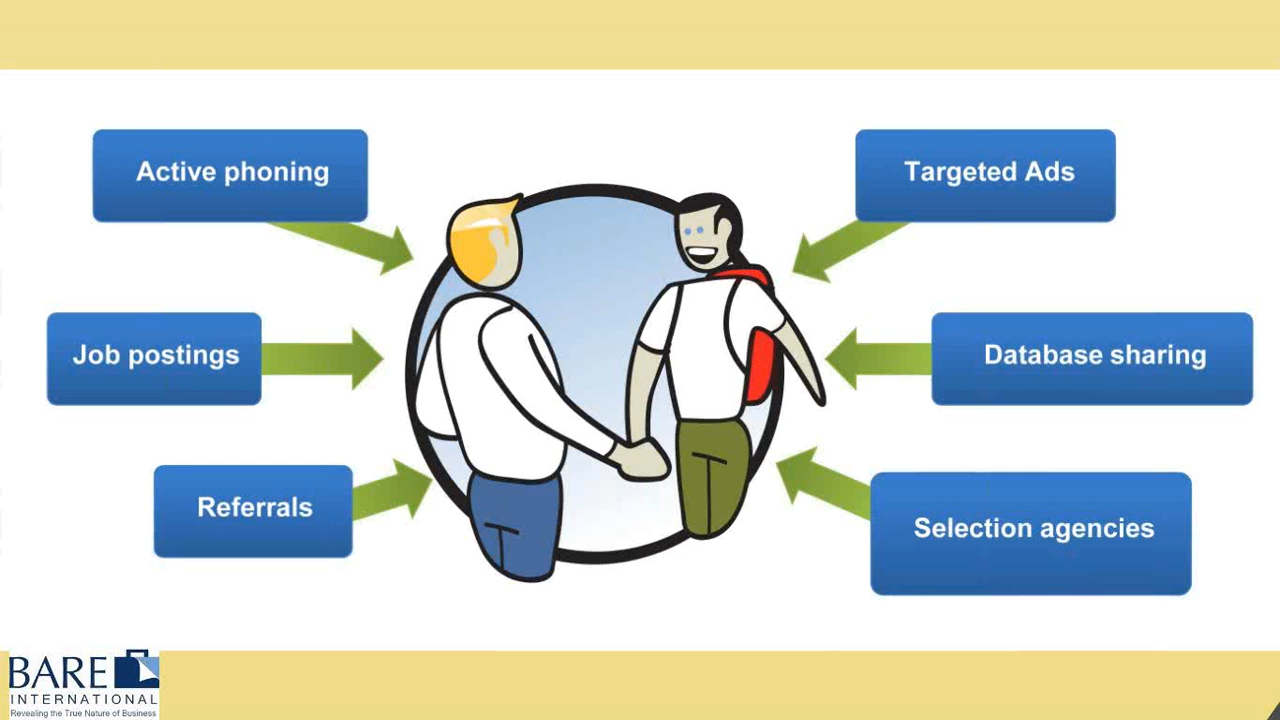 Active phoning
Targeted Ads
Job postings
Database sharing
Referrals
Selection agencies
BARE
INTERNATIONAL
Revealing the True Nature of Business